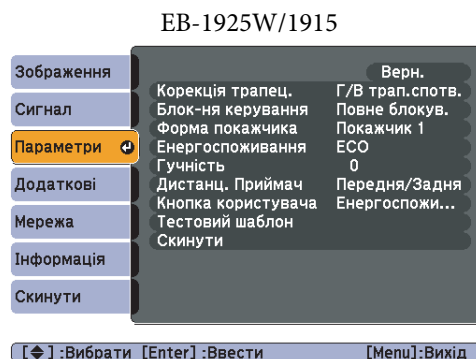 EB-1925W/1915
Зображення
Сигнал
Параметри
Додаткові
Мережа
Інформація
Скинути
Верн.
Корекція трапец. Г/В трап.спотв.
Блок-ня керування Повне блокув.
Форма покажчика Покажчик 1
Енергоспоживання ECO
Гучність 0
Дистанц. Приймач Передня/Задня
Кнопка користувача Енергоспожи...
Тестовий шаблон
Скинути
[◆] :Вибрати [Enter] :Ввести [Menu]:Вихід